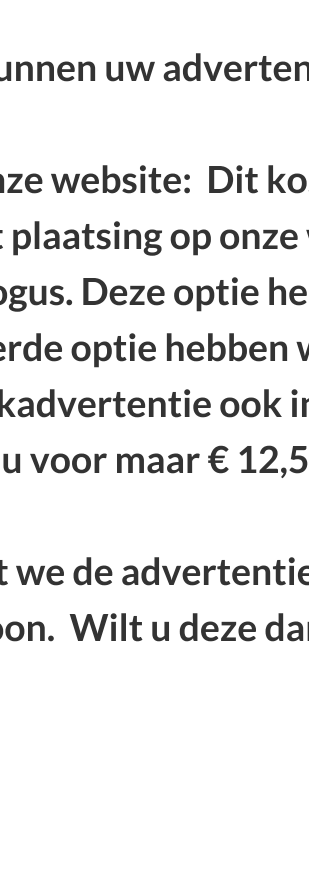 unnen uw adverten
nze website:  Dit ko
t plaatsing op onze
ogus. Deze optie he
erde optie hebben
kadvertentie ook in
u voor maar € 12,5
t we de advertentie
oon.  Wilt u deze da